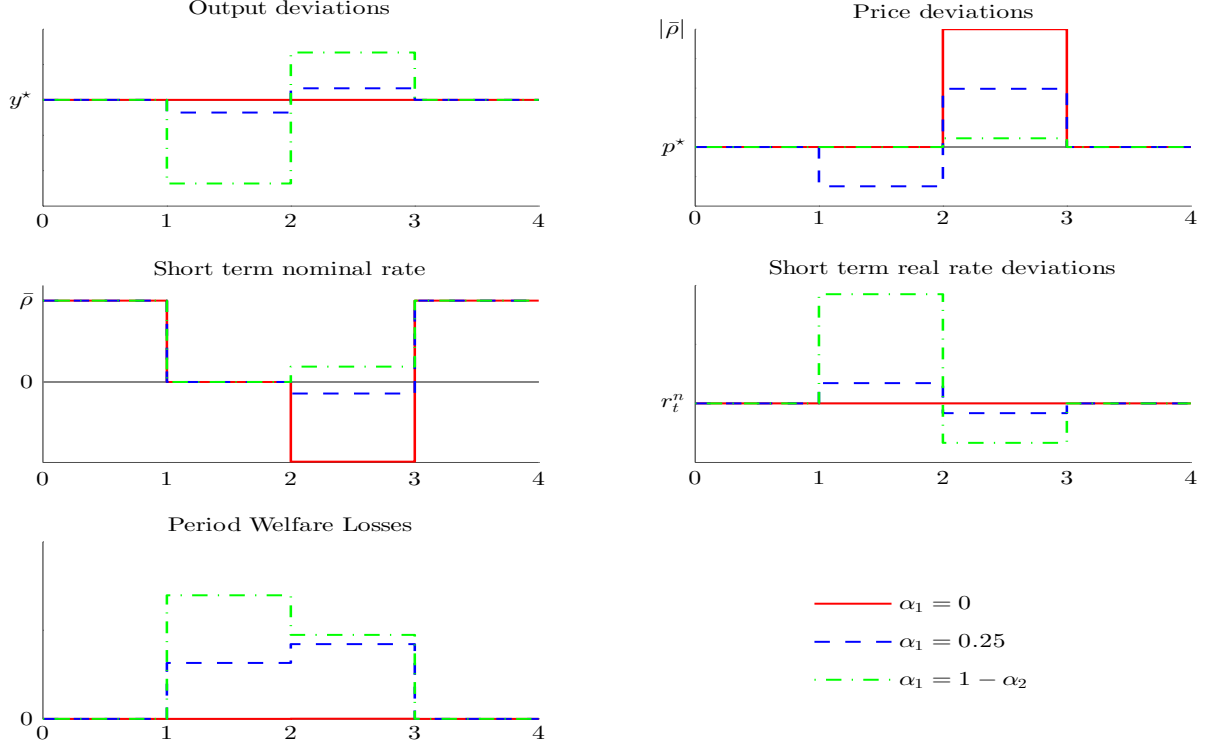 Output deviations
y⋆
0 1 2 3 4
Price deviations
|ρ̄|
p⋆
0 1 2 3 4
Short term nominal rate
ρ̄
0
0 1 2 3 4
Short term real rate deviations
rₜⁿ
0 1 2 3 4
Period Welfare Losses
0
0 1 2 3 4
α₁ = 0
α₁ = 0.25
α₁ = 1 − α₂